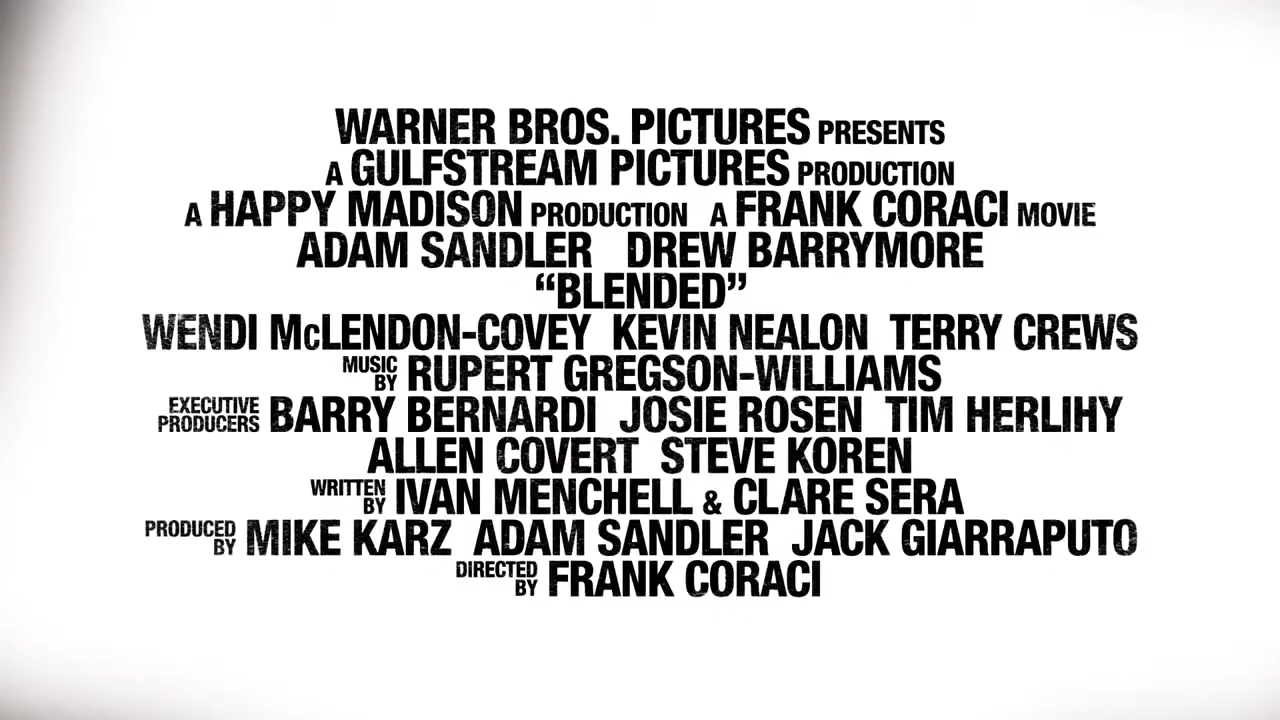 WARNER BROS. PICTURES PRESENTS
A GULFSTREAM PICTURES PRODUCTION
A HAPPY MADISON PRODUCTION A FRANK CORACI MOVIE
ADAM SANDLER DREW BARRYMORE
“BLENDED”
WENDI McLENDON-COVEY KEVIN NEALON TERRY CREWS
MUSIC BY RUPERT GREGSON-WILLIAMS
EXECUTIVE PRODUCERS BARRY BERNARDI JOSIE ROSEN TIM HERLIHY
ALLEN COVERT STEVE KOREN
WRITTEN BY IVAN MENCHELL & CLARE SERA
PRODUCED BY MIKE KARZ ADAM SANDLER JACK GIARRAPUTO
DIRECTED BY FRANK CORACI